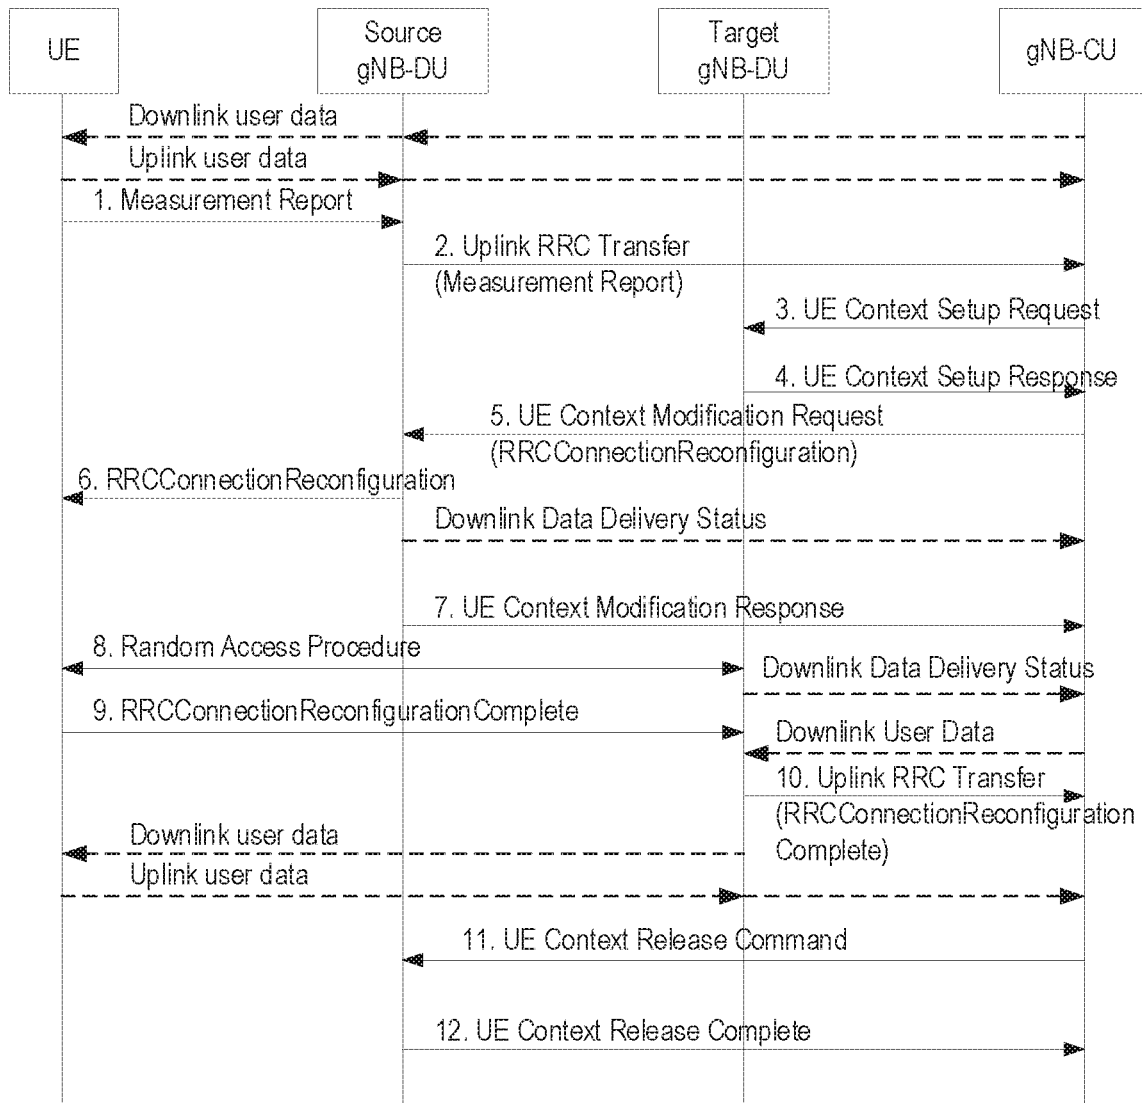 UE
Source
gNB-DU
Target
gNB-DU
gNB-CU
Downlink user data
Uplink user data
1. Measurement Report
2. Uplink RRC Transfer
(Measurement Report)
3. UE Context Setup Request
4. UE Context Setup Response
5. UE Context Modification Request
(RRCConnectionReconfiguration)
6. RRCConnectionReconfiguration
Downlink Data Delivery Status
7. UE Context Modification Response
8. Random Access Procedure
Downlink Data Delivery Status
9. RRCConnectionReconfigurationComplete
Downlink User Data
10. Uplink RRC Transfer
(RRCConnectionReconfiguration
Complete)
Downlink user data
Uplink user data
11. UE Context Release Command
12. UE Context Release Complete